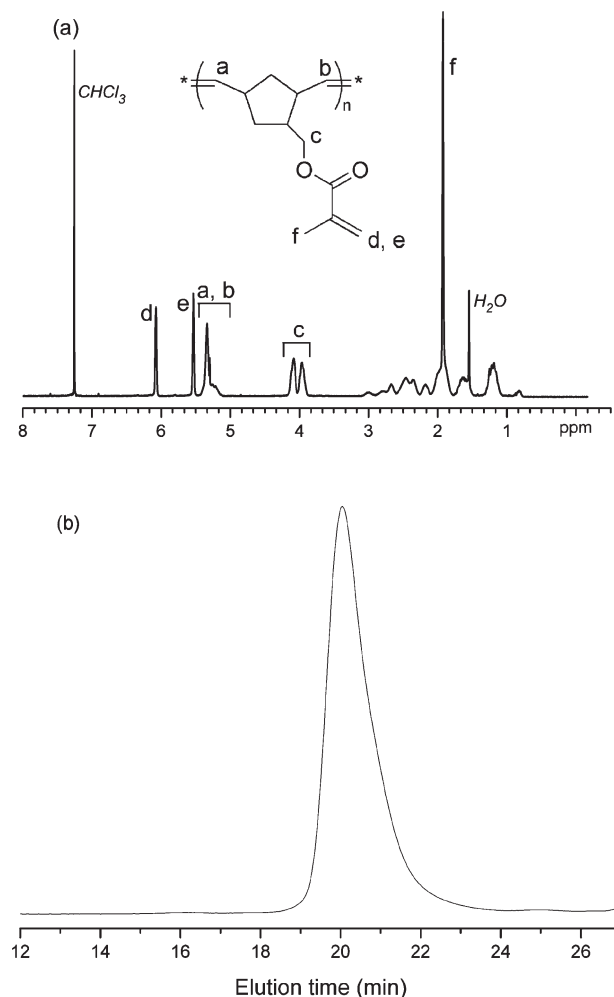 (a)
CHCl3
* a b * n
c
O O
f d, e
f
d e a, b c H2O
8 7 6 5 4 3 2 1 ppm
(b)
12 14 16 18 20 22 24 26
Elution time (min)